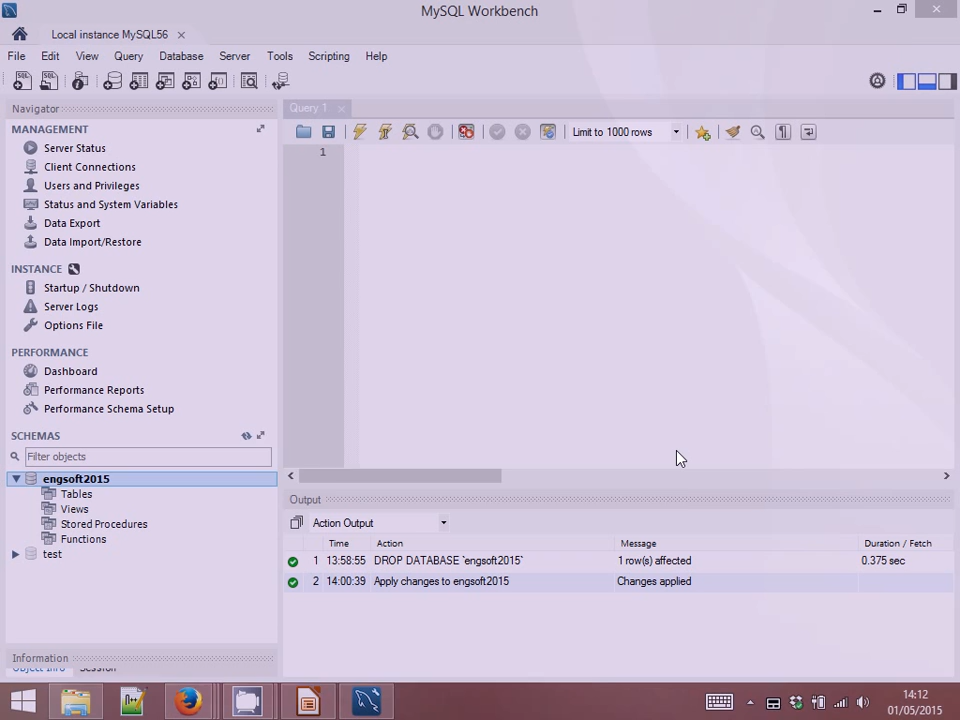 MySQL Workbench
Local instance MySQL56
File Edit View Query Database Server Tools Scripting Help
Navigator
MANAGEMENT
Server Status
Client Connections
Users and Privileges
Status and System Variables
Data Export
Data Import/Restore
INSTANCE
Startup / Shutdown
Server Logs
Options File
PERFORMANCE
Dashboard
Performance Reports
Performance Schema Setup
SCHEMAS
Filter objects
engsoft2015
Tables
Views
Stored Procedures
Functions
test
Information
Object Info Session
Query 1
Limit to 1000 rows
1
Output
Action Output
Time Action Message Duration / Fetch
1 13:58:55 DROP DATABASE `engsoft2015` 1 row(s) affected 0.375 sec
2 14:00:39 Apply changes to engsoft2015 Changes applied
14:12
01/05/2015